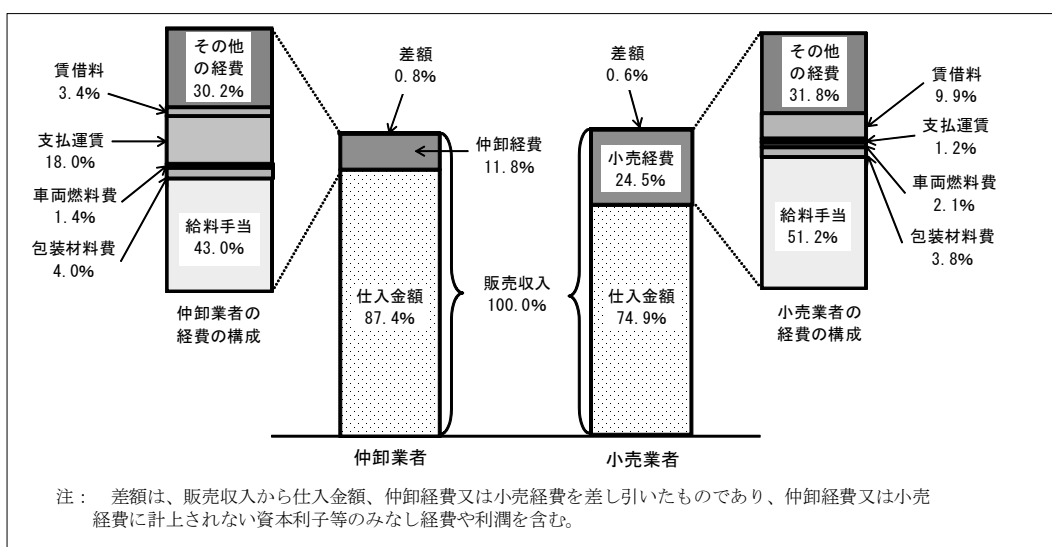 その他
の経費
30.2%
賃借料
3.4%
支払運賃
18.0%
車両燃料費
1.4%
包装材料費
4.0%
給料手当
43.0%
仲卸業者の
経費の構成
差額
0.8%
仲卸経費
11.8%
仕入金額
87.4%
仲卸業者
販売収入
100.0%
差額
0.6%
小売経費
24.5%
仕入金額
74.9%
小売業者
その他
の経費
31.8%
賃借料
9.9%
支払運賃
1.2%
車両燃料費
2.1%
包装材料費
3.8%
給料手当
51.2%
小売業者の
経費の構成
注： 差額は、販売収入から仕入金額、仲卸経費又は小売経費を差し引いたものであり、仲卸経費又は小売
経費に計上されない資本利子等のみなし経費や利潤を含む。